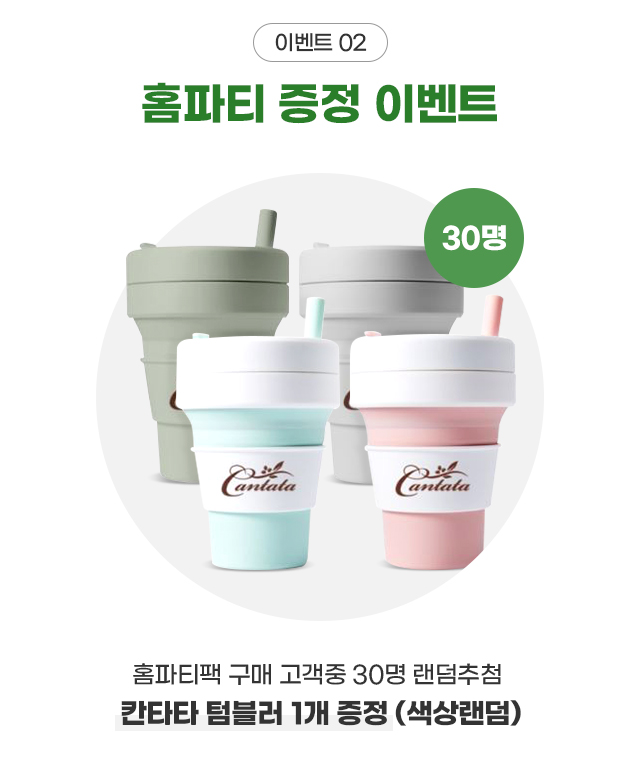 이벤트 02
홈파티 증정 이벤트
30명
Cantata
Cantata
홈파티팩 구매 고객중 30명 랜덤추첨
칸타타 텀블러 1개 증정 (색상랜덤)